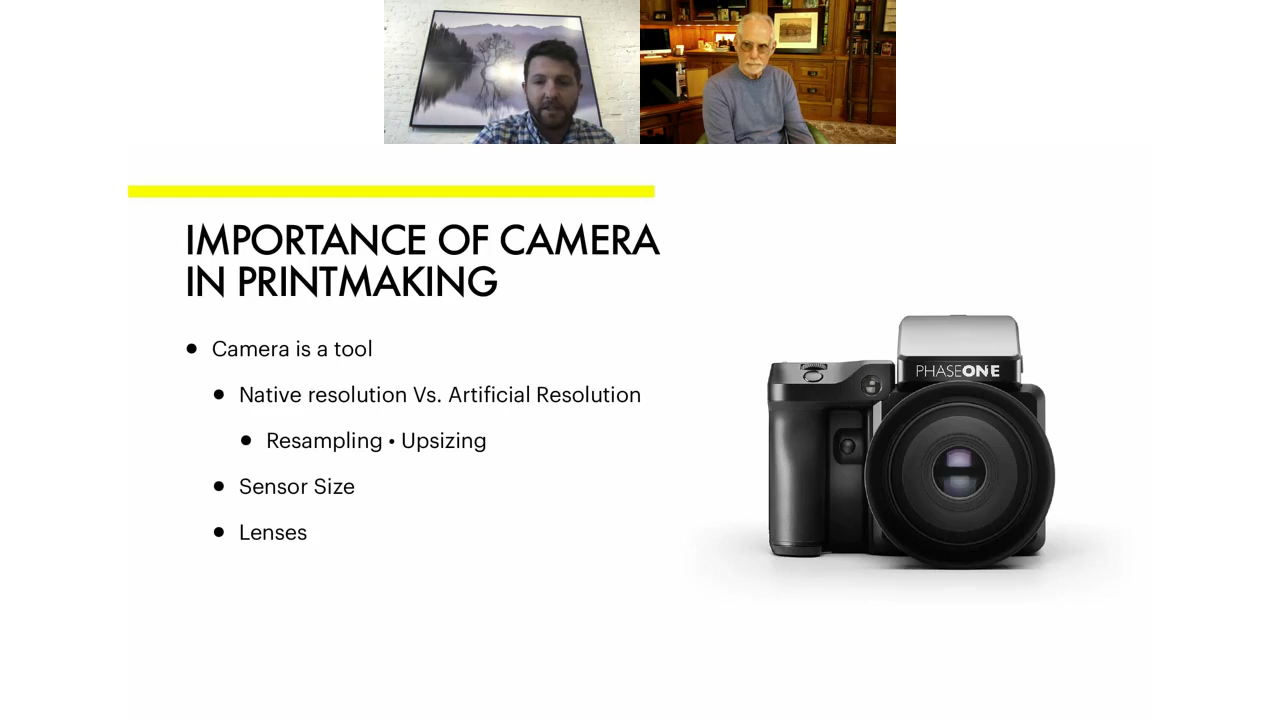 IMPORTANCE OF CAMERA
IN PRINTMAKING
• Camera is a tool
• Native resolution Vs. Artificial Resolution
• Resampling • Upsizing
• Sensor Size
• Lenses
PHASEONE